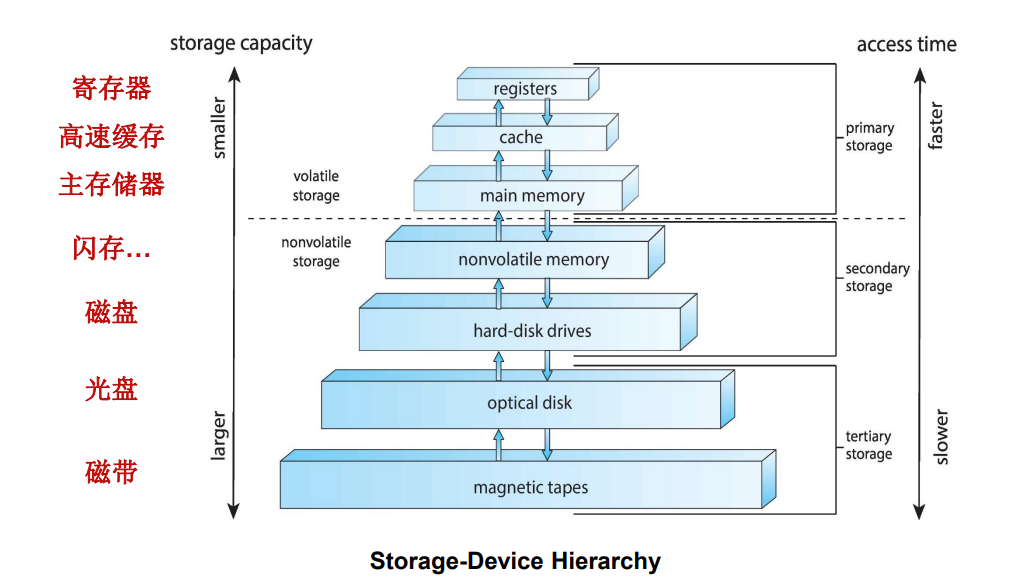 storage capacity
access time
寄存器
高速缓存
主存储器
闪存...
磁盘
光盘
磁带
smaller
larger
volatile
storage
nonvolatile
storage
registers
cache
main memory
nonvolatile memory
hard-disk drives
optical disk
magnetic tapes
primary
storage
secondary
storage
tertiary
storage
faster
slower
Storage-Device Hierarchy